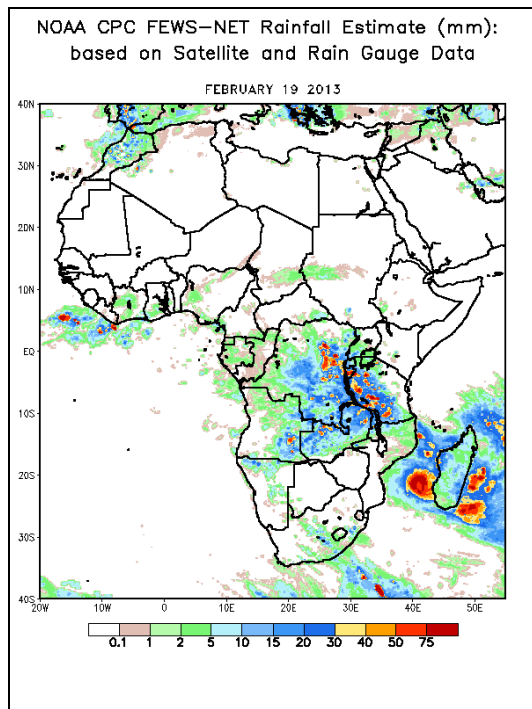 NOAA CPC FEWS-NET Rainfall Estimate (mm):
based on Satellite and Rain Gauge Data
FEBRUARY 19 2013
40N
30N
20N
10N
EQ
10S
20S
30S
40S
20W 10W 0 10E 20E 30E 40E 50E
0.1 1 2 5 10 15 20 30 40 50 75